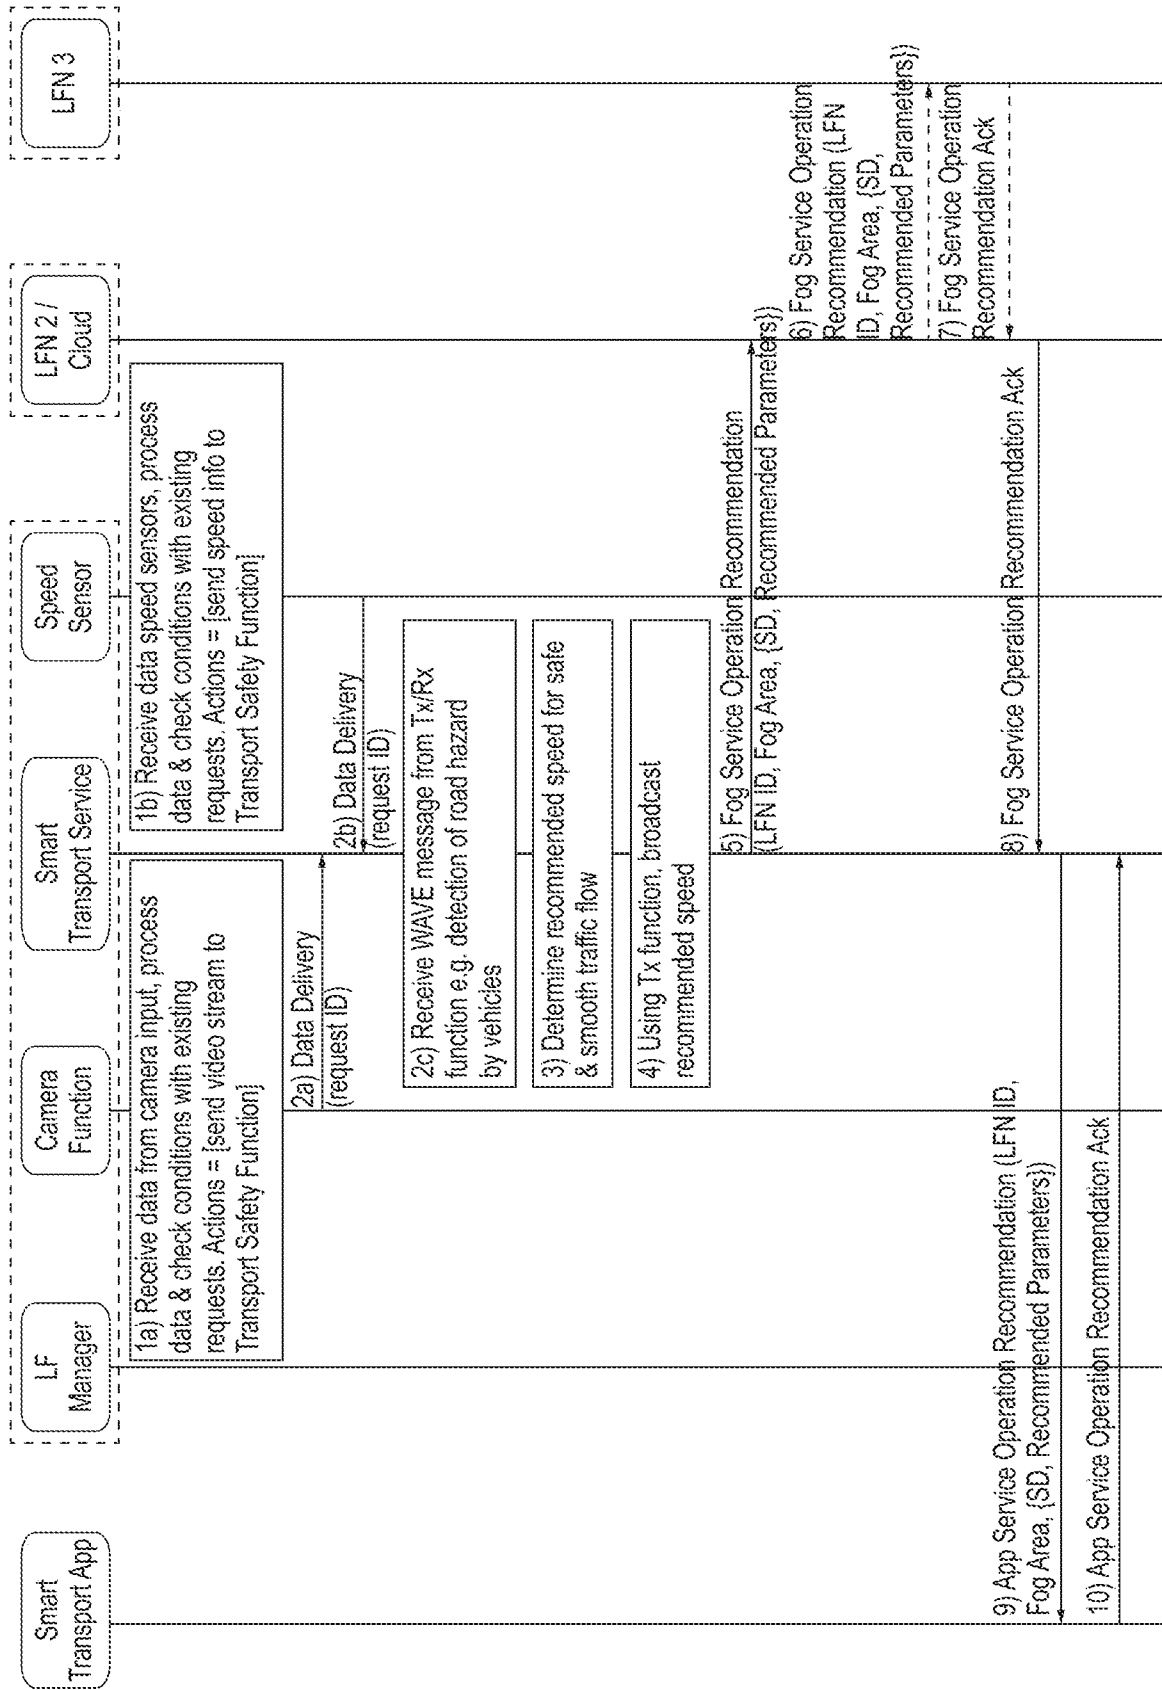 Smart
Transport App
LF
Manager
Camera
Function
Smart
Transport Service
Speed
Sensor
LFN 2 /
Cloud
LFN 3
1a) Receive data from camera input, process
data & check conditions with existing
requests. Actions = [send video stream to
Transport Safety Function]
1b) Receive data speed sensors, process
data & check conditions with existing
requests. Actions = [send speed info to
Transport Safety Function]
2a) Data Delivery
(request ID)
2b) Data Delivery
(request ID)
2c) Receive WAVE message from Tx/Rx
function e.g. detection of road hazard
by vehicles
3) Determine recommended speed for safe
& smooth traffic flow
4) Using Tx function, broadcast
recommended speed
5) Fog Service Operation Recommendation
(LFN ID, Fog Area, {SD, Recommended Parameters})
6) Fog Service Operation
Recommendation (LFN
ID, Fog Area, {SD,
Recommended Parameters})
7) Fog Service Operation
Recommendation Ack
8) Fog Service Operation Recommendation Ack
9) App Service Operation Recommendation (LFN ID,
Fog Area, {SD, Recommended Parameters})
10) App Service Operation Recommendation Ack